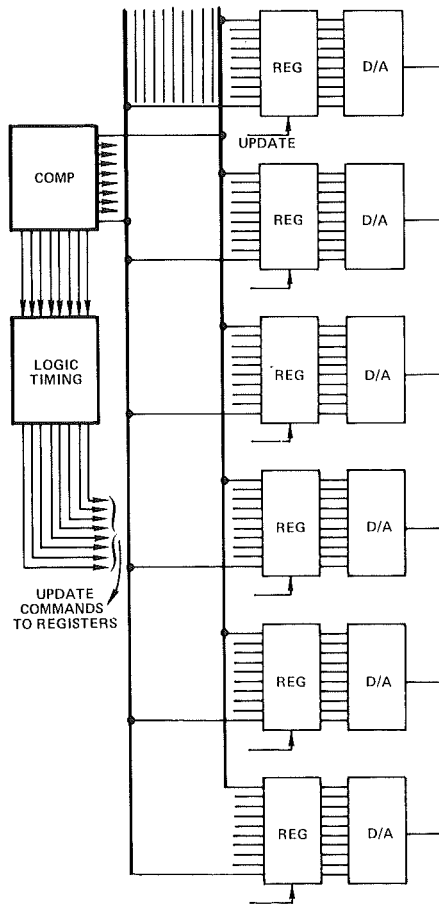 REG
D/A
UPDATE
COMP
REG
D/A
LOGIC
TIMING
REG
D/A
REG
D/A
UPDATE
COMMANDS
TO REGISTERS
REG
D/A
REG
D/A